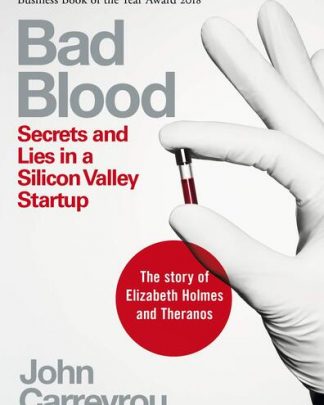 Business Book of the Year Award 2018
Bad
Blood
Secrets and
Lies in a
Silicon Valley
Startup
The story of
Elizabeth Holmes
and Theranos
John
Carreyrou